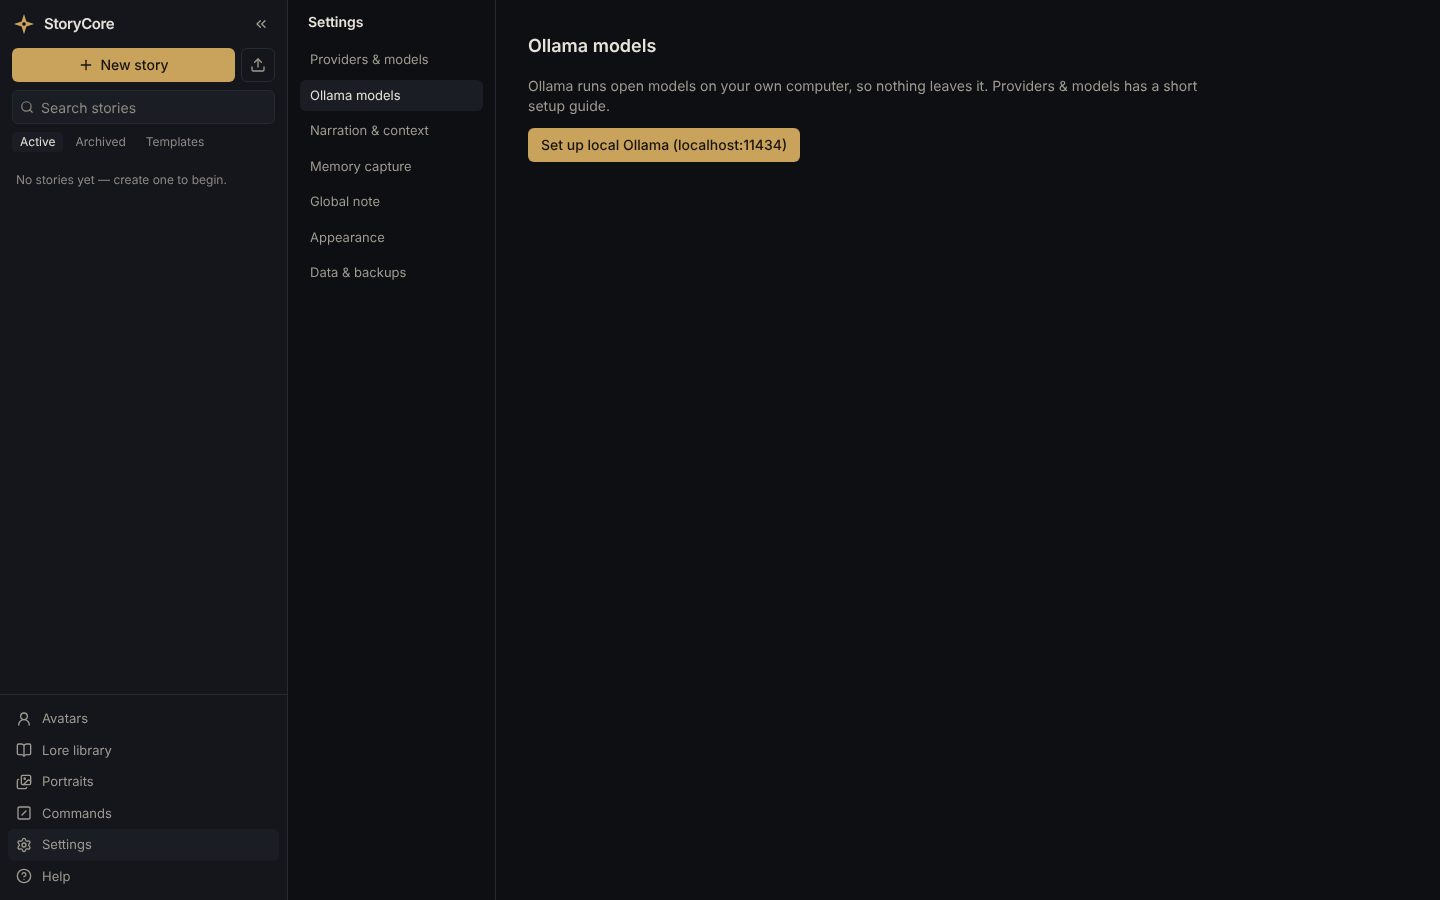 StoryCore
New story
Search stories
Active
Archived
Templates
No stories yet — create one to begin.
Avatars
Lore library
Portraits
Commands
Settings
Help
Settings
Providers & models
Ollama models
Narration & context
Memory capture
Global note
Appearance
Data & backups
Ollama models
Ollama runs open models on your own computer, so nothing leaves it. Providers & models has a short
setup guide.
Set up local Ollama (localhost:11434)